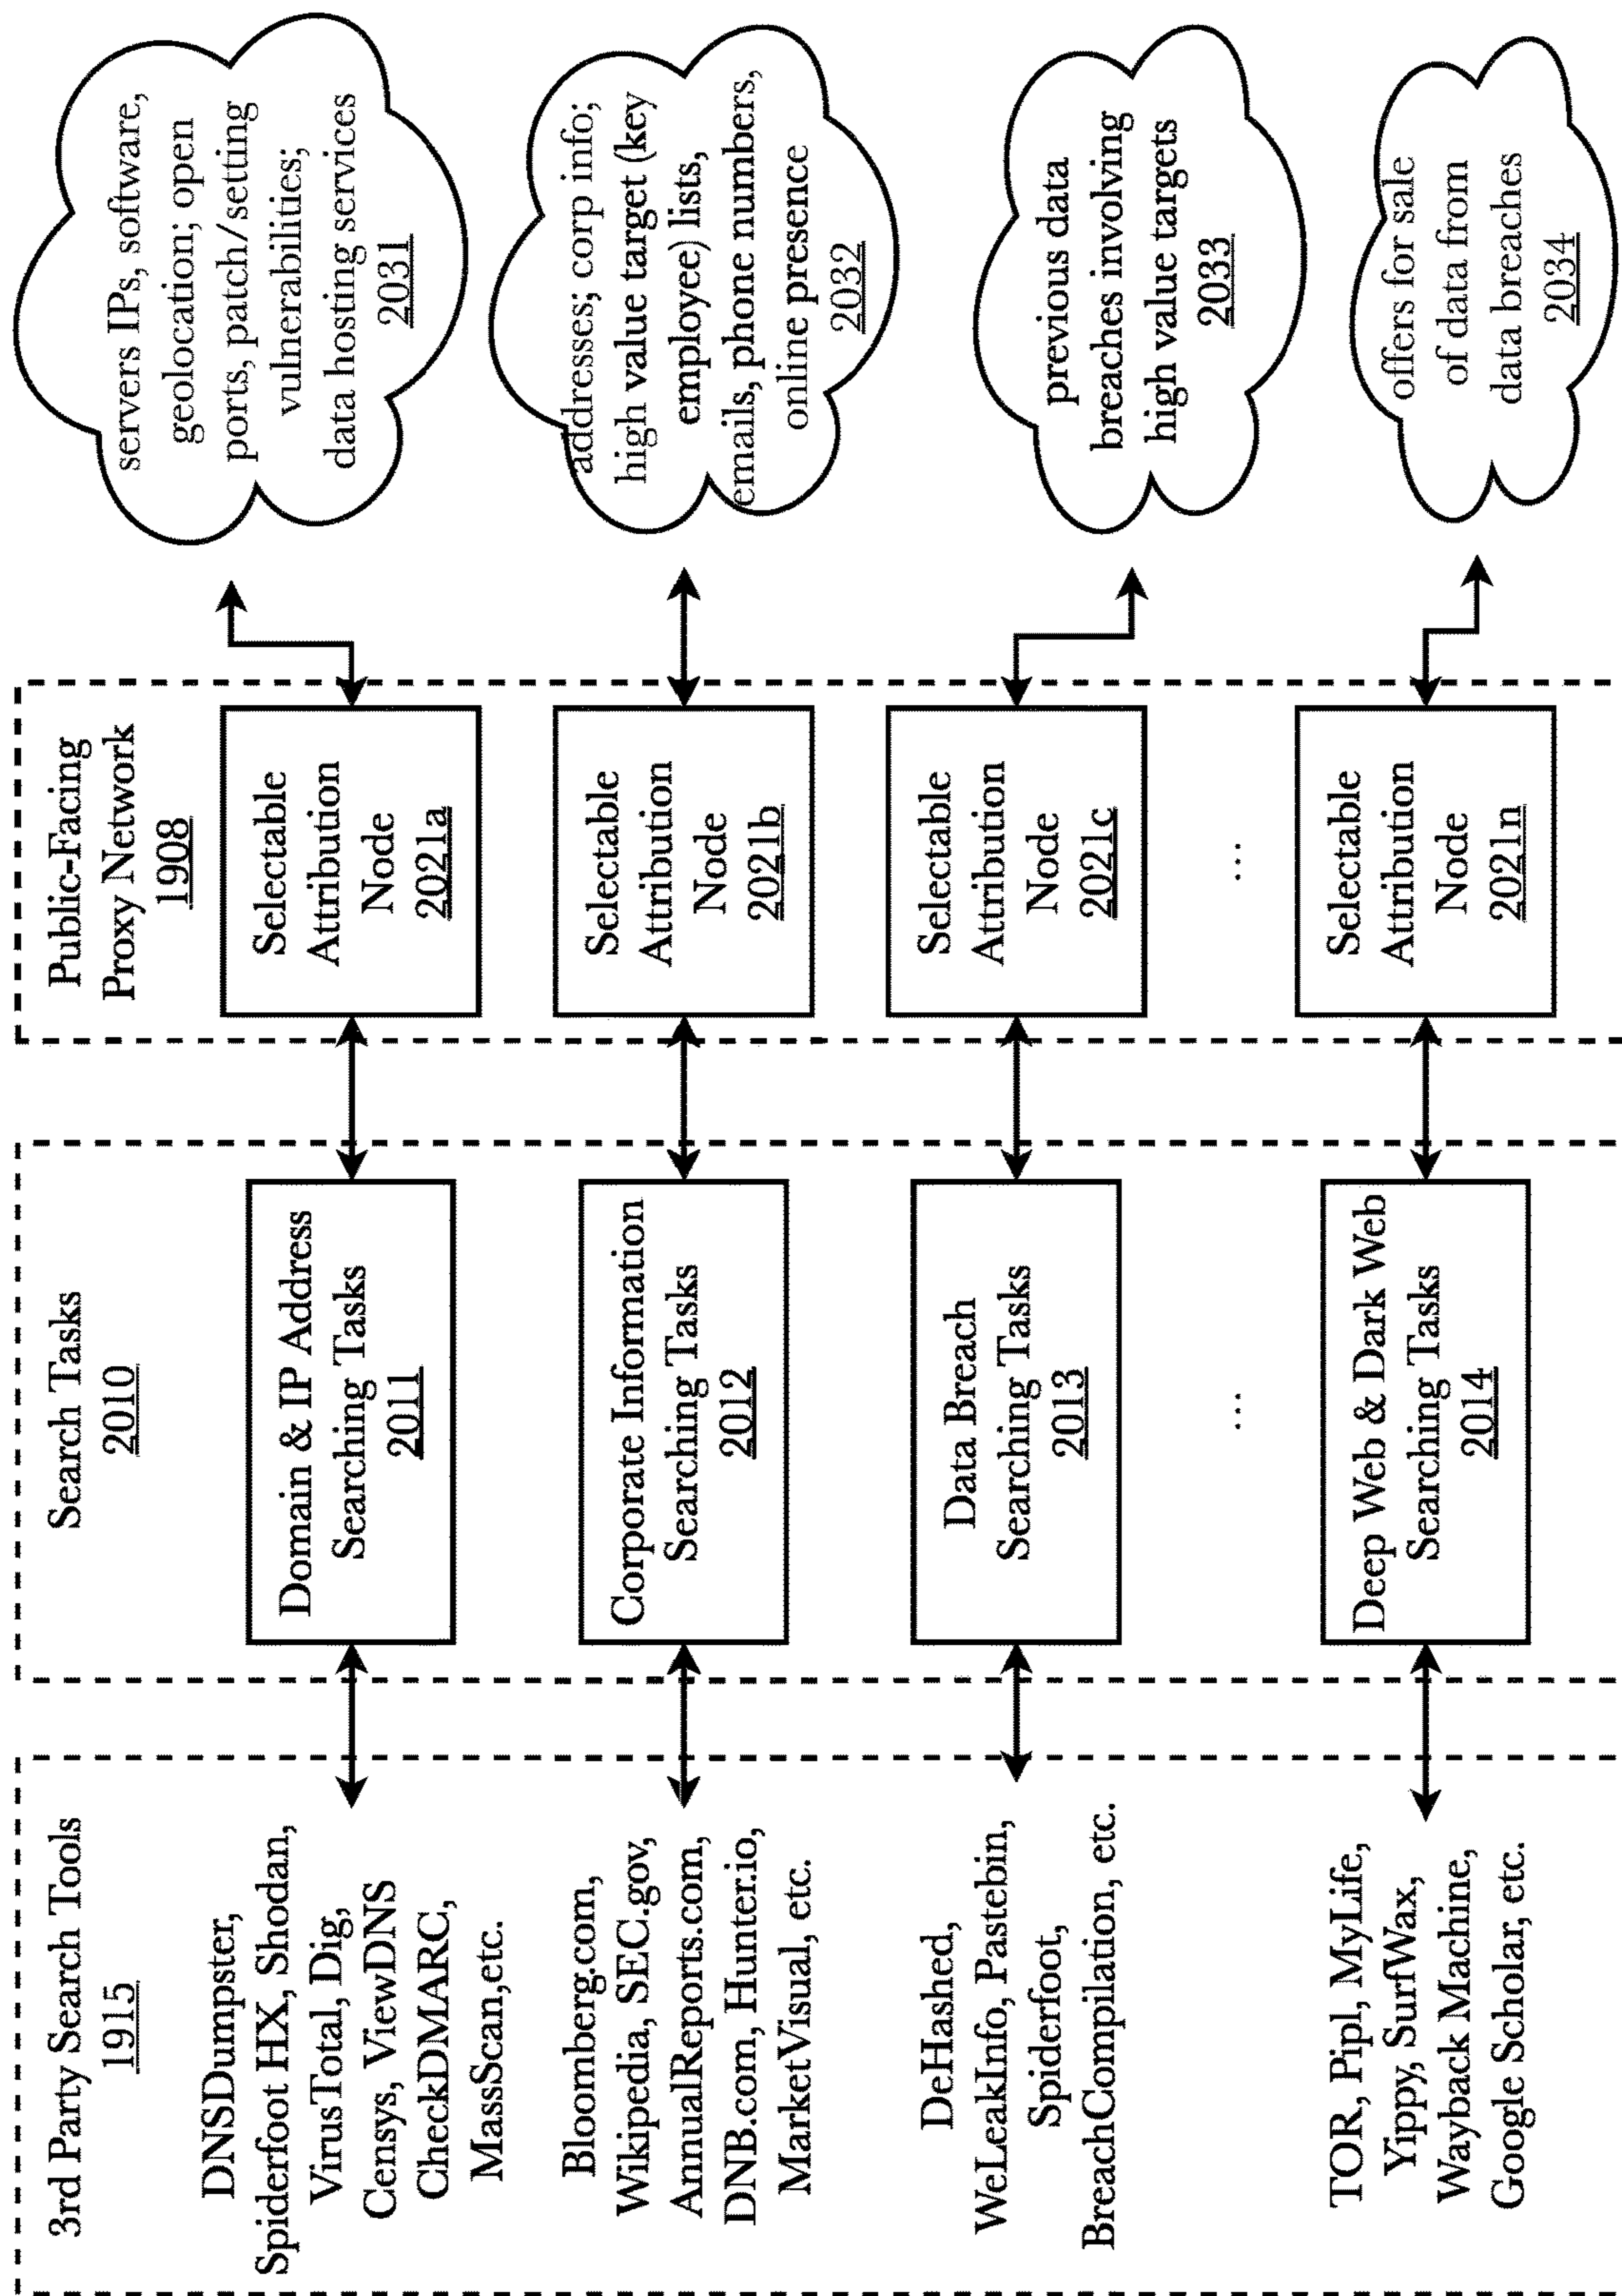 3rd Party Search Tools
1915
DNSDumpster,
Spiderfoot HX, Shodan,
VirusTotal, Dig,
Censys, ViewDNS
CheckDMARC,
MassScan,etc.
Bloomberg.com,
Wikipedia, SEC.gov,
AnnualReports.com,
DNB.com, Hunter.io,
MarketVisual, etc.
DeHashed,
WeLeakInfo, Pastebin,
Spiderfoot,
BreachCompilation, etc.
TOR, Pipl, MyLife,
Yippy, SurfWax,
Wayback Machine,
Google Scholar, etc.
Search Tasks
2010
Domain & IP Address
Searching Tasks
2011
Corporate Information
Searching Tasks
2012
Data Breach
Searching Tasks
2013
...
Deep Web & Dark Web
Searching Tasks
2014
Public-Facing
Proxy Network
1908
Selectable
Attribution
Node
2021a
Selectable
Attribution
Node
2021b
Selectable
Attribution
Node
2021c
...
Selectable
Attribution
Node
2021n
servers IPs, software,
geolocation; open
ports, patch/setting
vulnerabilities;
data hosting services
2031
addresses; corp info;
high value target (key
employee) lists,
emails, phone numbers,
online presence
2032
previous data
breaches involving
high value targets
2033
offers for sale
of data from
data breaches
2034